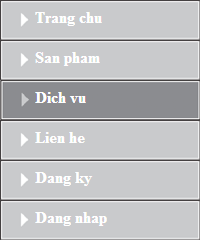 Trang chu
San pham
Dich vu
Lien he
Dang ky
Dang nhap